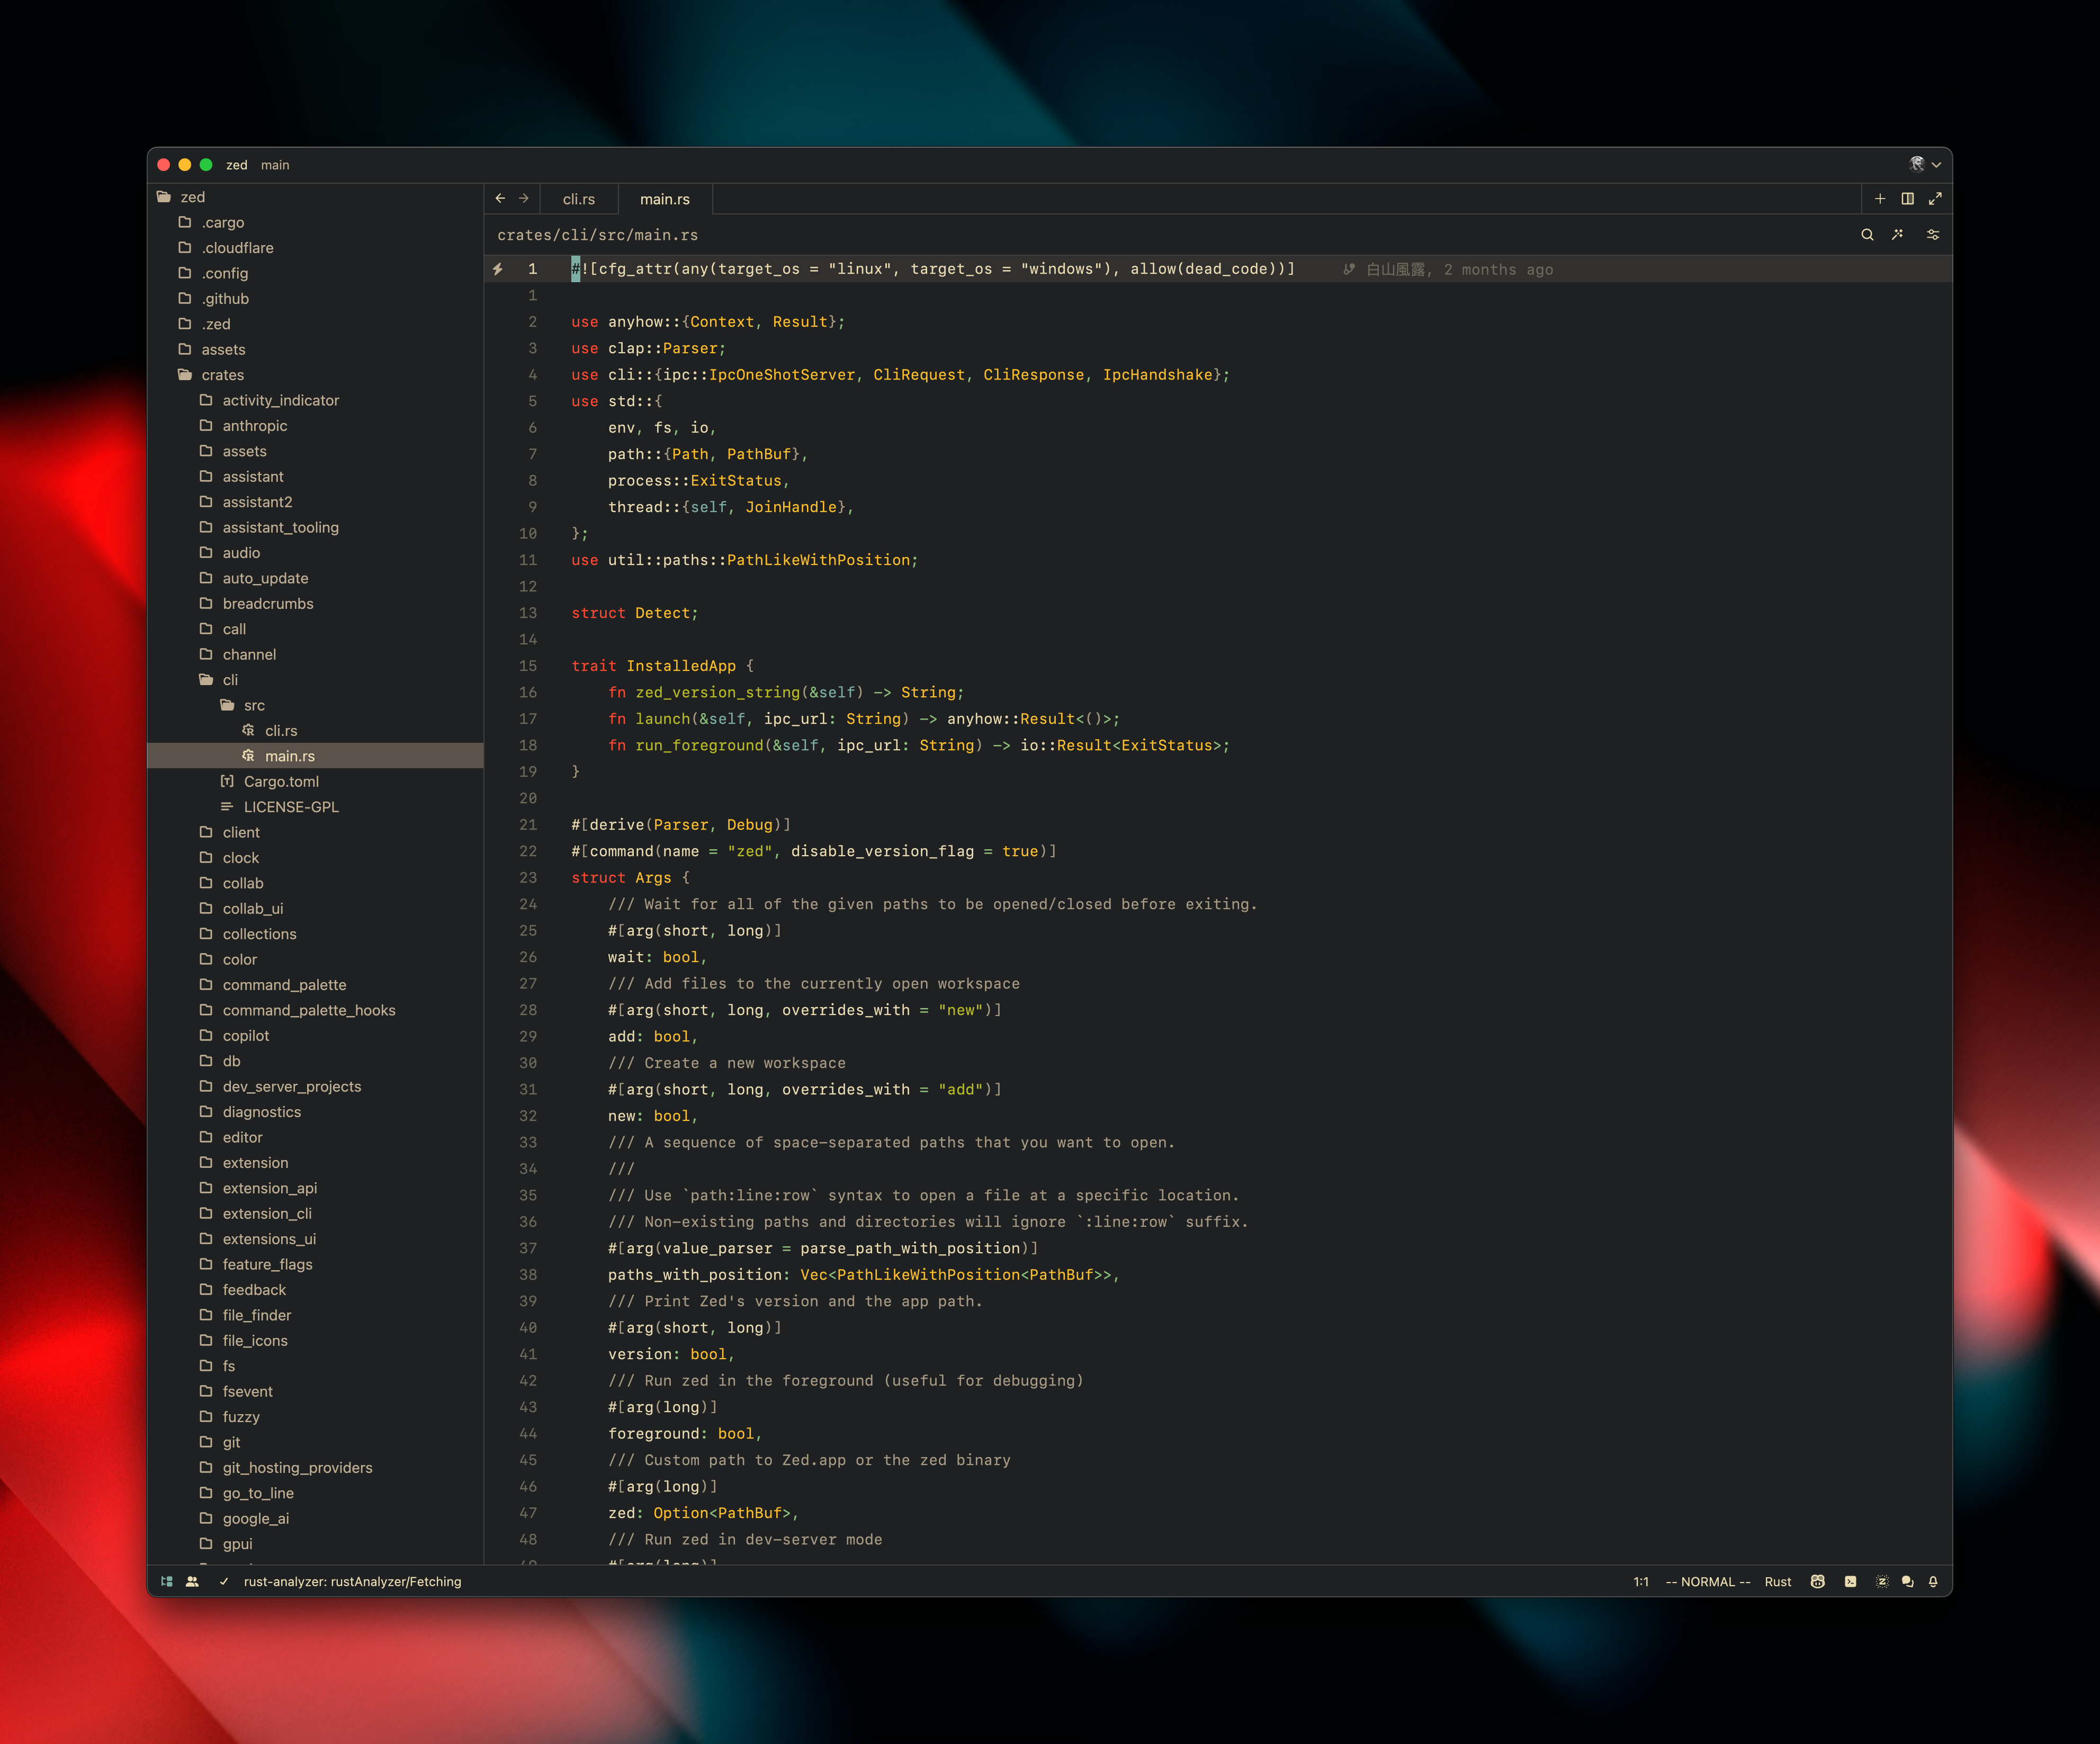 zed main
zed
.cargo
.cloudflare
.config
.github
.zed
assets
crates
activity_indicator
anthropic
assets
assistant
assistant2
assistant_tooling
audio
auto_update
breadcrumbs
call
channel
cli
src
cli.rs
main.rs
Cargo.toml
LICENSE-GPL
client
clock
collab
collab_ui
collections
color
command_palette
command_palette_hooks
copilot
db
dev_server_projects
diagnostics
editor
extension
extension_api
extension_cli
extensions_ui
feature_flags
feedback
file_finder
file_icons
fs
fsevent
fuzzy
git
git_hosting_providers
go_to_line
google_ai
gpui
cli.rs main.rs
crates/cli/src/main.rs
1 #![cfg_attr(any(target_os = "linux", target_os = "windows"), allow(dead_code))] 白山風露, 2 months ago
1
2 use anyhow::{Context, Result};
3 use clap::Parser;
4 use cli::{ipc::IpcOneShotServer, CliRequest, CliResponse, IpcHandshake};
5 use std::{
6     env, fs, io,
7     path::{Path, PathBuf},
8     process::ExitStatus,
9     thread::{self, JoinHandle},
10 };
11 use util::paths::PathLikeWithPosition;
12
13 struct Detect;
14
15 trait InstalledApp {
16     fn zed_version_string(&self) -> String;
17     fn launch(&self, ipc_url: String) -> anyhow::Result<()>;
18     fn run_foreground(&self, ipc_url: String) -> io::Result<ExitStatus>;
19 }
20
21 #[derive(Parser, Debug)]
22 #[command(name = "zed", disable_version_flag = true)]
23 struct Args {
24     /// Wait for all of the given paths to be opened/closed before exiting.
25     #[arg(short, long)]
26     wait: bool,
27     /// Add files to the currently open workspace
28     #[arg(short, long, overrides_with = "new")]
29     add: bool,
30     /// Create a new workspace
31     #[arg(short, long, overrides_with = "add")]
32     new: bool,
33     /// A sequence of space-separated paths that you want to open.
34     ///
35     /// Use `path:line:row` syntax to open a file at a specific location.
36     /// Non-existing paths and directories will ignore `:line:row` suffix.
37     #[arg(value_parser = parse_path_with_position)]
38     paths_with_position: Vec<PathLikeWithPosition<PathBuf>>,
39     /// Print Zed's version and the app path.
40     #[arg(short, long)]
41     version: bool,
42     /// Run zed in the foreground (useful for debugging)
43     #[arg(long)]
44     foreground: bool,
45     /// Custom path to Zed.app or the zed binary
46     #[arg(long)]
47     zed: Option<PathBuf>,
48     /// Run zed in dev-server mode
49     #[arg(long)]
rust-analyzer: rustAnalyzer/Fetching
1:1 -- NORMAL -- Rust